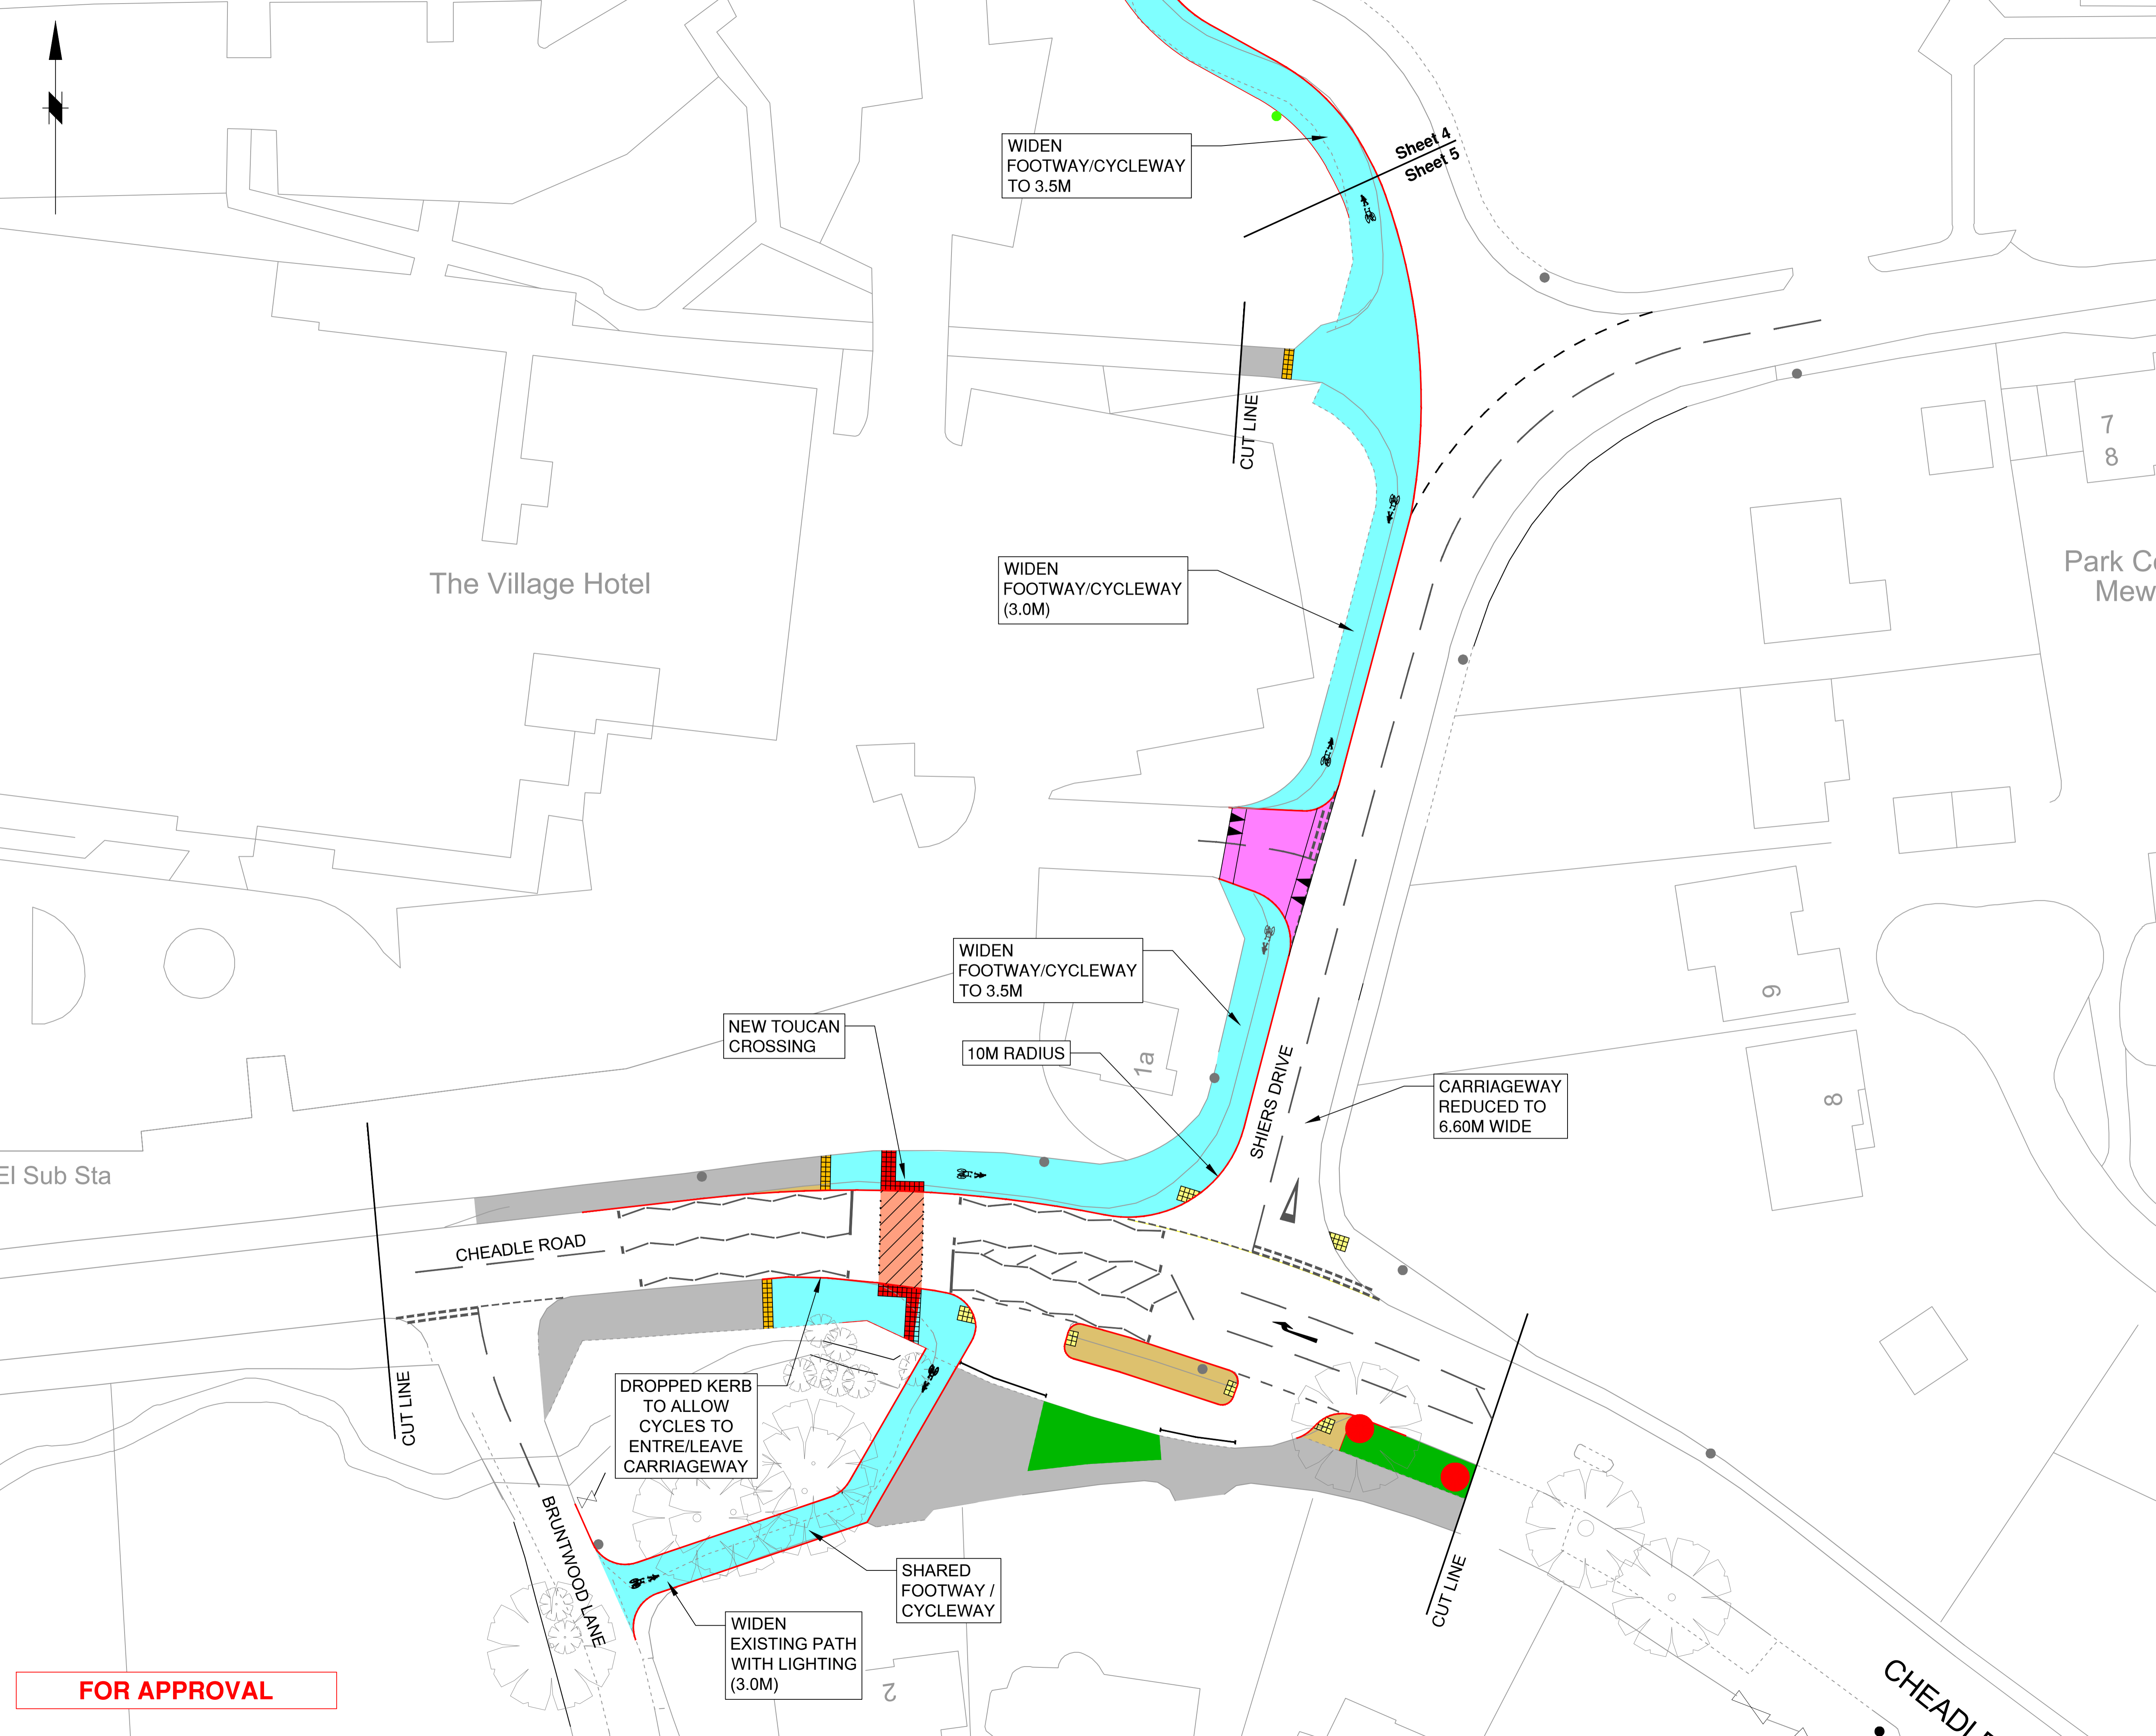 Sheet 4
Sheet 5
WIDEN
FOOTWAY/CYCLEWAY
TO 3.5M
CUT LINE
7
8
The Village Hotel
WIDEN
FOOTWAY/CYCLEWAY
(3.0M)
Park C
Mew
WIDEN
FOOTWAY/CYCLEWAY
TO 3.5M
9
NEW TOUCAN
CROSSING
10M RADIUS
1a
SHIERS DRIVE
CARRIAGEWAY
REDUCED TO
6.60M WIDE
8
El Sub Sta
CHEADLE ROAD
CUT LINE
DROPPED KERB
TO ALLOW
CYCLES TO
ENTRE/LEAVE
CARRIAGEWAY
BRUNTWOOD LANE
SHARED
FOOTWAY /
CYCLEWAY
CUT LINE
WIDEN
EXISTING PATH
WITH LIGHTING
(3.0M)
2
FOR APPROVAL
CHEADL